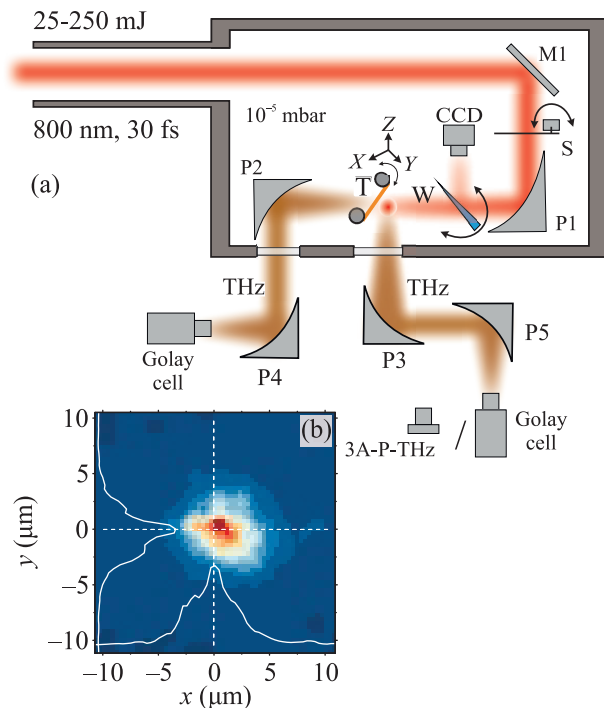 25-250 mJ
800 nm, 30 fs
(a)
10⁻⁵ mbar
M1
CCD
S
Z
X
Y
T
W
P2
P1
THz
THz
P5
Golay
cell
P4
P3
3A-P-THz
/
Golay
cell
(b)
10
5
0
−5
−10
y (μm)
−10
−5
0
5
10
x (μm)